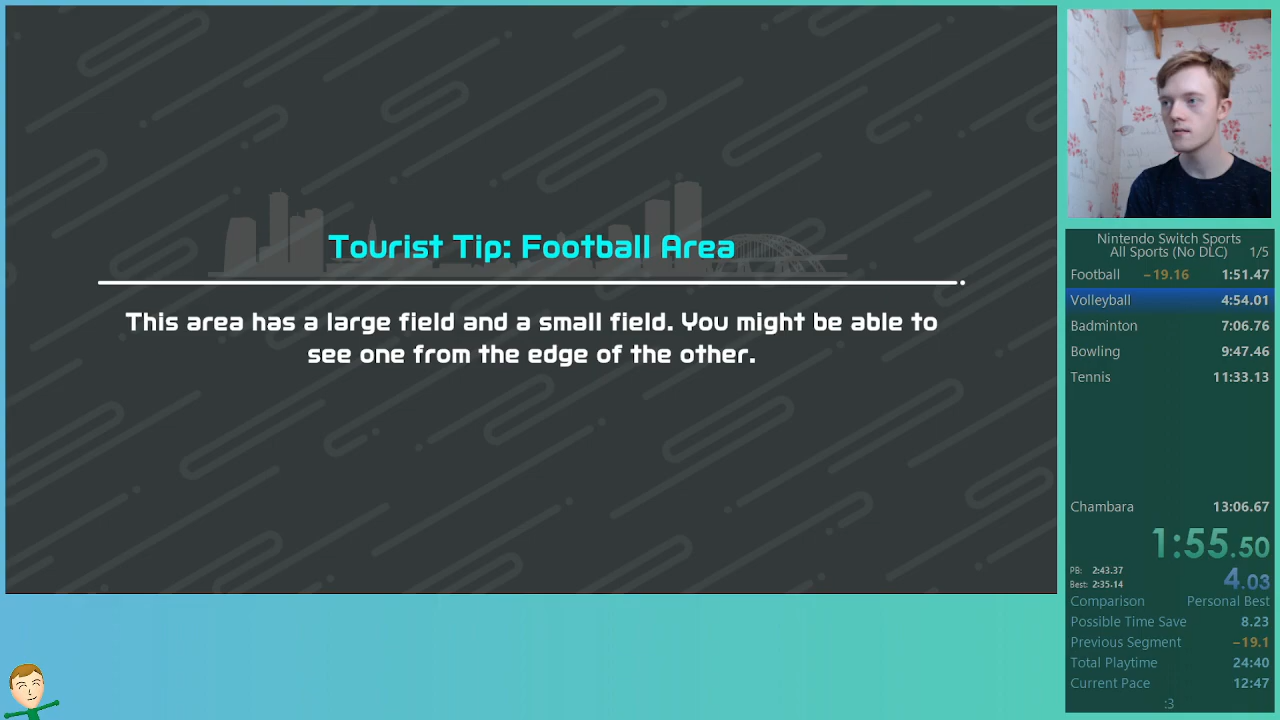 Tourist Tip: Football Area
This area has a large field and a small field. You might be able to
see one from the edge of the other.
Nintendo Switch Sports
All Sports (No DLC) 1/5
Football -19.16 1:51.47
Volleyball 4:54.01
Badminton 7:06.76
Bowling 9:47.46
Tennis 11:33.13
Chambara 13:06.67
1:55.50
PB: 2:43.37
Best: 2:35.14
4.03
Comparison Personal Best
Possible Time Save 8.23
Previous Segment -19.1
Total Playtime 24:40
Current Pace 12:47
:3